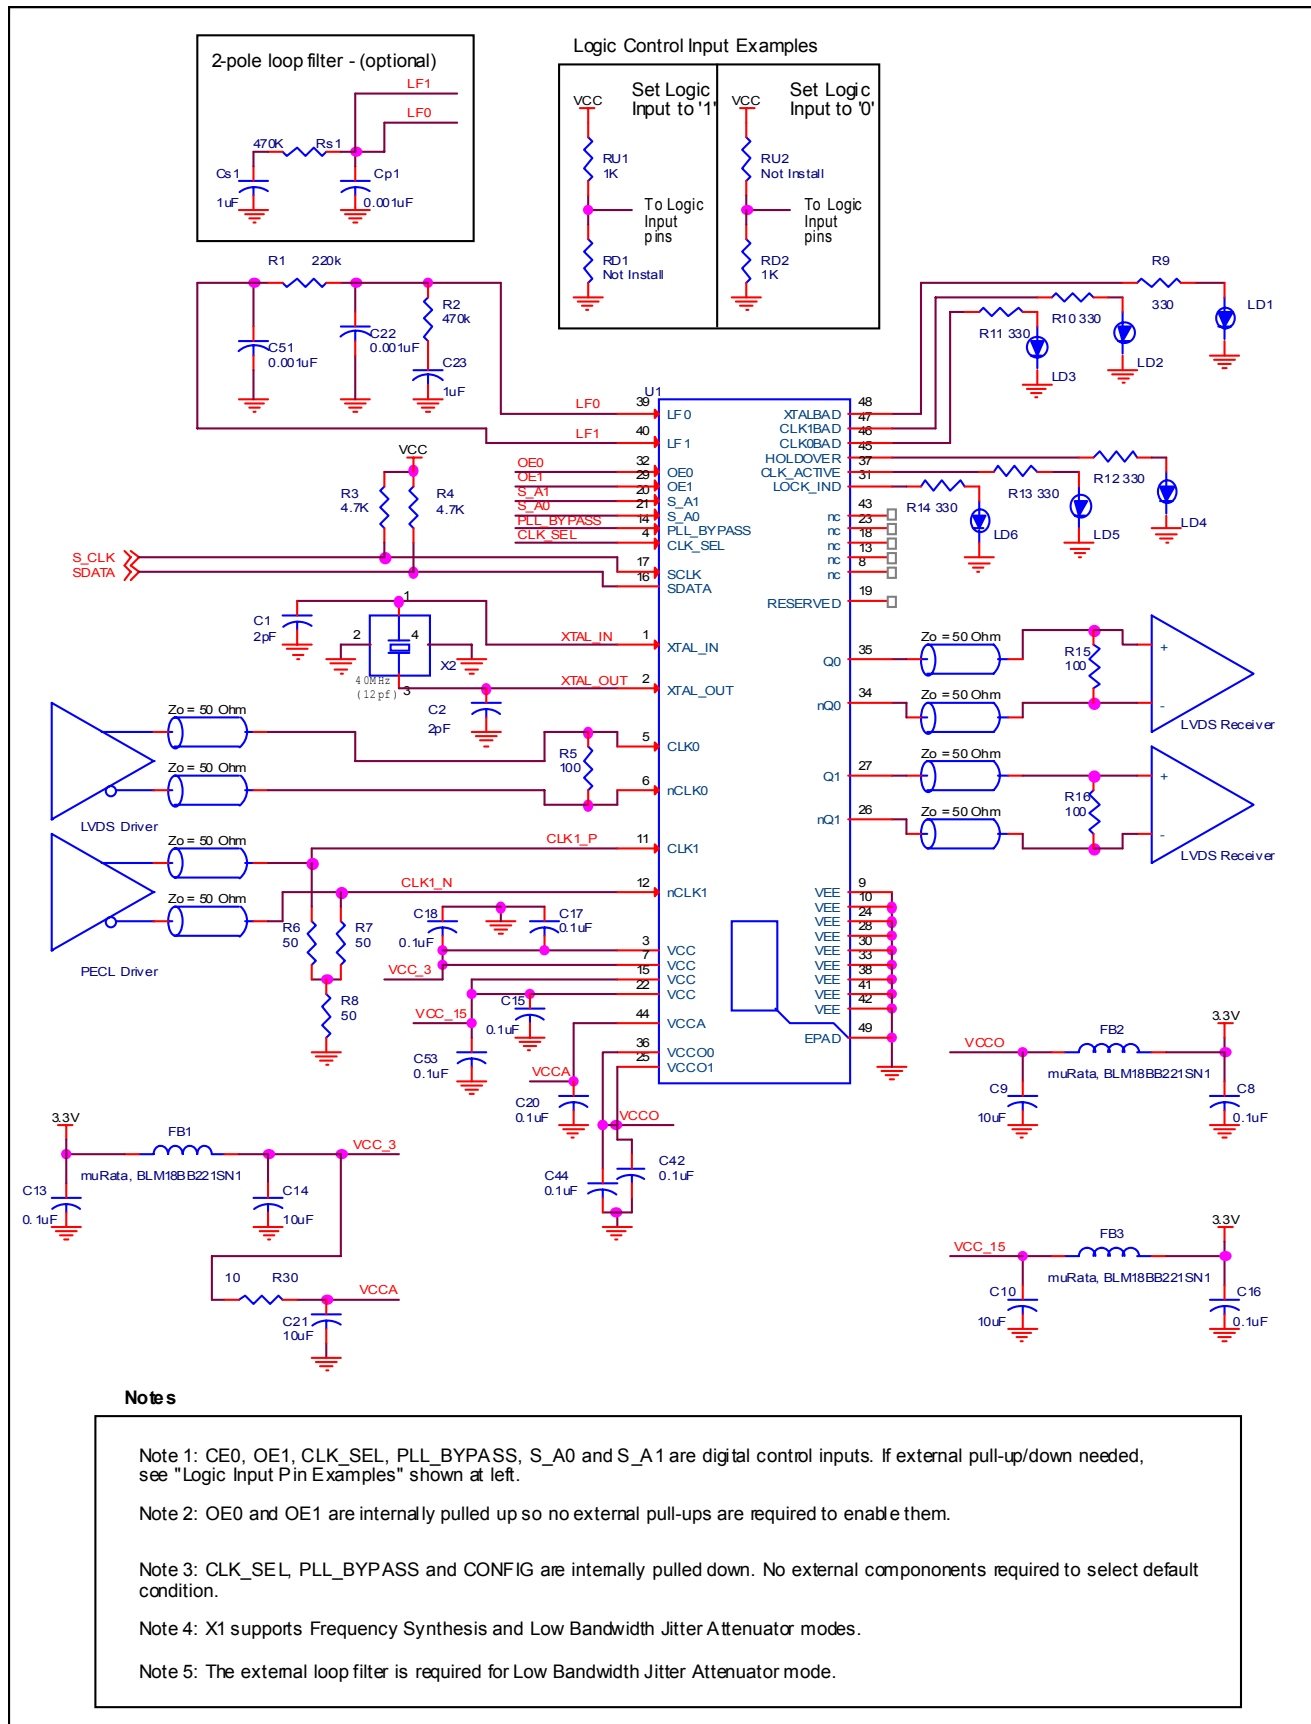 2-pole loop filter - (optional)
LF1
LF0
470K Rs1
Cs1
1uF
Cp1
0.001uF
Logic Control Input Examples
Set Logic
Input to '1'
VCC
RU1
1K
To Logic
Input
pins
RD1
Not Install
Set Logic
Input to '0'
VCC
RU2
Not Install
To Logic
Input
pins
RD2
1K
R1 220k
R2
470k
C51
0.001uF
C22
0.001uF
C23
1uF
R9
330
LD1
R10 330
LD2
R11 330
LD3
U1
LF0
39
LF0
LF1
40
LF1
VCC
R3
4.7K
R4
4.7K
OE0
32
OE0
OE1
29
OE1
S_A1
20
S_A1
S_A0
21
S_A0
PLL_BYPASS
14
PLL_BYPASS
CLK_SEL
4
CLK_SEL
S_CLK
SDATA
17
SCLK
16
SDATA
48
XTALBAD
47
CLK1BAD
46
CLK0BAD
45
HOLDOVER
37
CLK_ACTIVE
31
LOCK_IND
R12 330
LD4
R13 330
LD5
R14 330
LD6
43
nc
23
nc
18
nc
13
nc
8
nc
19
RESERVED
C1
2pF
1
2
4
3
X2
40MHz
(12pf)
XTAL_IN
1
XTAL_IN
XTAL_OUT
2
XTAL_OUT
C2
2pF
Zo = 50 Ohm
Zo = 50 Ohm
LVDS Driver
R5
100
5
CLK0
6
nCLK0
Zo = 50 Ohm
Zo = 50 Ohm
PECL Driver
CLK1_P
11
CLK1
CLK1_N
12
nCLK1
R6
50
R7
50
R8
50
35
Q0
34
nQ0
Zo = 50 Ohm
Zo = 50 Ohm
R15
100
+
-
LVDS Receiver
27
Q1
26
nQ1
Zo = 50 Ohm
Zo = 50 Ohm
R16
100
+
-
LVDS Receiver
C18
0.1uF
C17
0.1uF
VCC_3
3
VCC
7
VCC
15
VCC
22
VCC
VCC_15
C15
0.1uF
C53
0.1uF
44
VCCA
VCCA
C20
0.1uF
36
VCCO0
25
VCCO1
VCCO
C44
0.1uF
C42
0.1uF
9
VEE
10
VEE
24
VEE
28
VEE
30
VEE
33
VEE
38
VEE
41
VEE
42
VEE
49
EPAD
3.3V
FB1
VCC_3
muRata, BLM18BB221SN1
C13
0.1uF
C14
10uF
10 R30
VCCA
C21
10uF
VCCO
FB2
3.3V
muRata, BLM18BB221SN1
C9
10uF
C8
0.1uF
VCC_15
FB3
3.3V
muRata, BLM18BB221SN1
C10
10uF
C16
0.1uF
Notes
Note 1: CE0, OE1, CLK_SEL, PLL_BYPASS, S_A0 and S_A1 are digital control inputs. If external pull-up/down needed,
see "Logic Input Pin Examples" shown at left.
Note 2: OE0 and OE1 are internally pulled up so no external pull-ups are required to enable them.
Note 3: CLK_SEL, PLL_BYPASS and CONFIG are internally pulled down. No external compononents required to select default
condition.
Note 4: X1 supports Frequency Synthesis and Low Bandwidth Jitter Attenuator modes.
Note 5: The external loop filter is required for Low Bandwidth Jitter Attenuator mode.